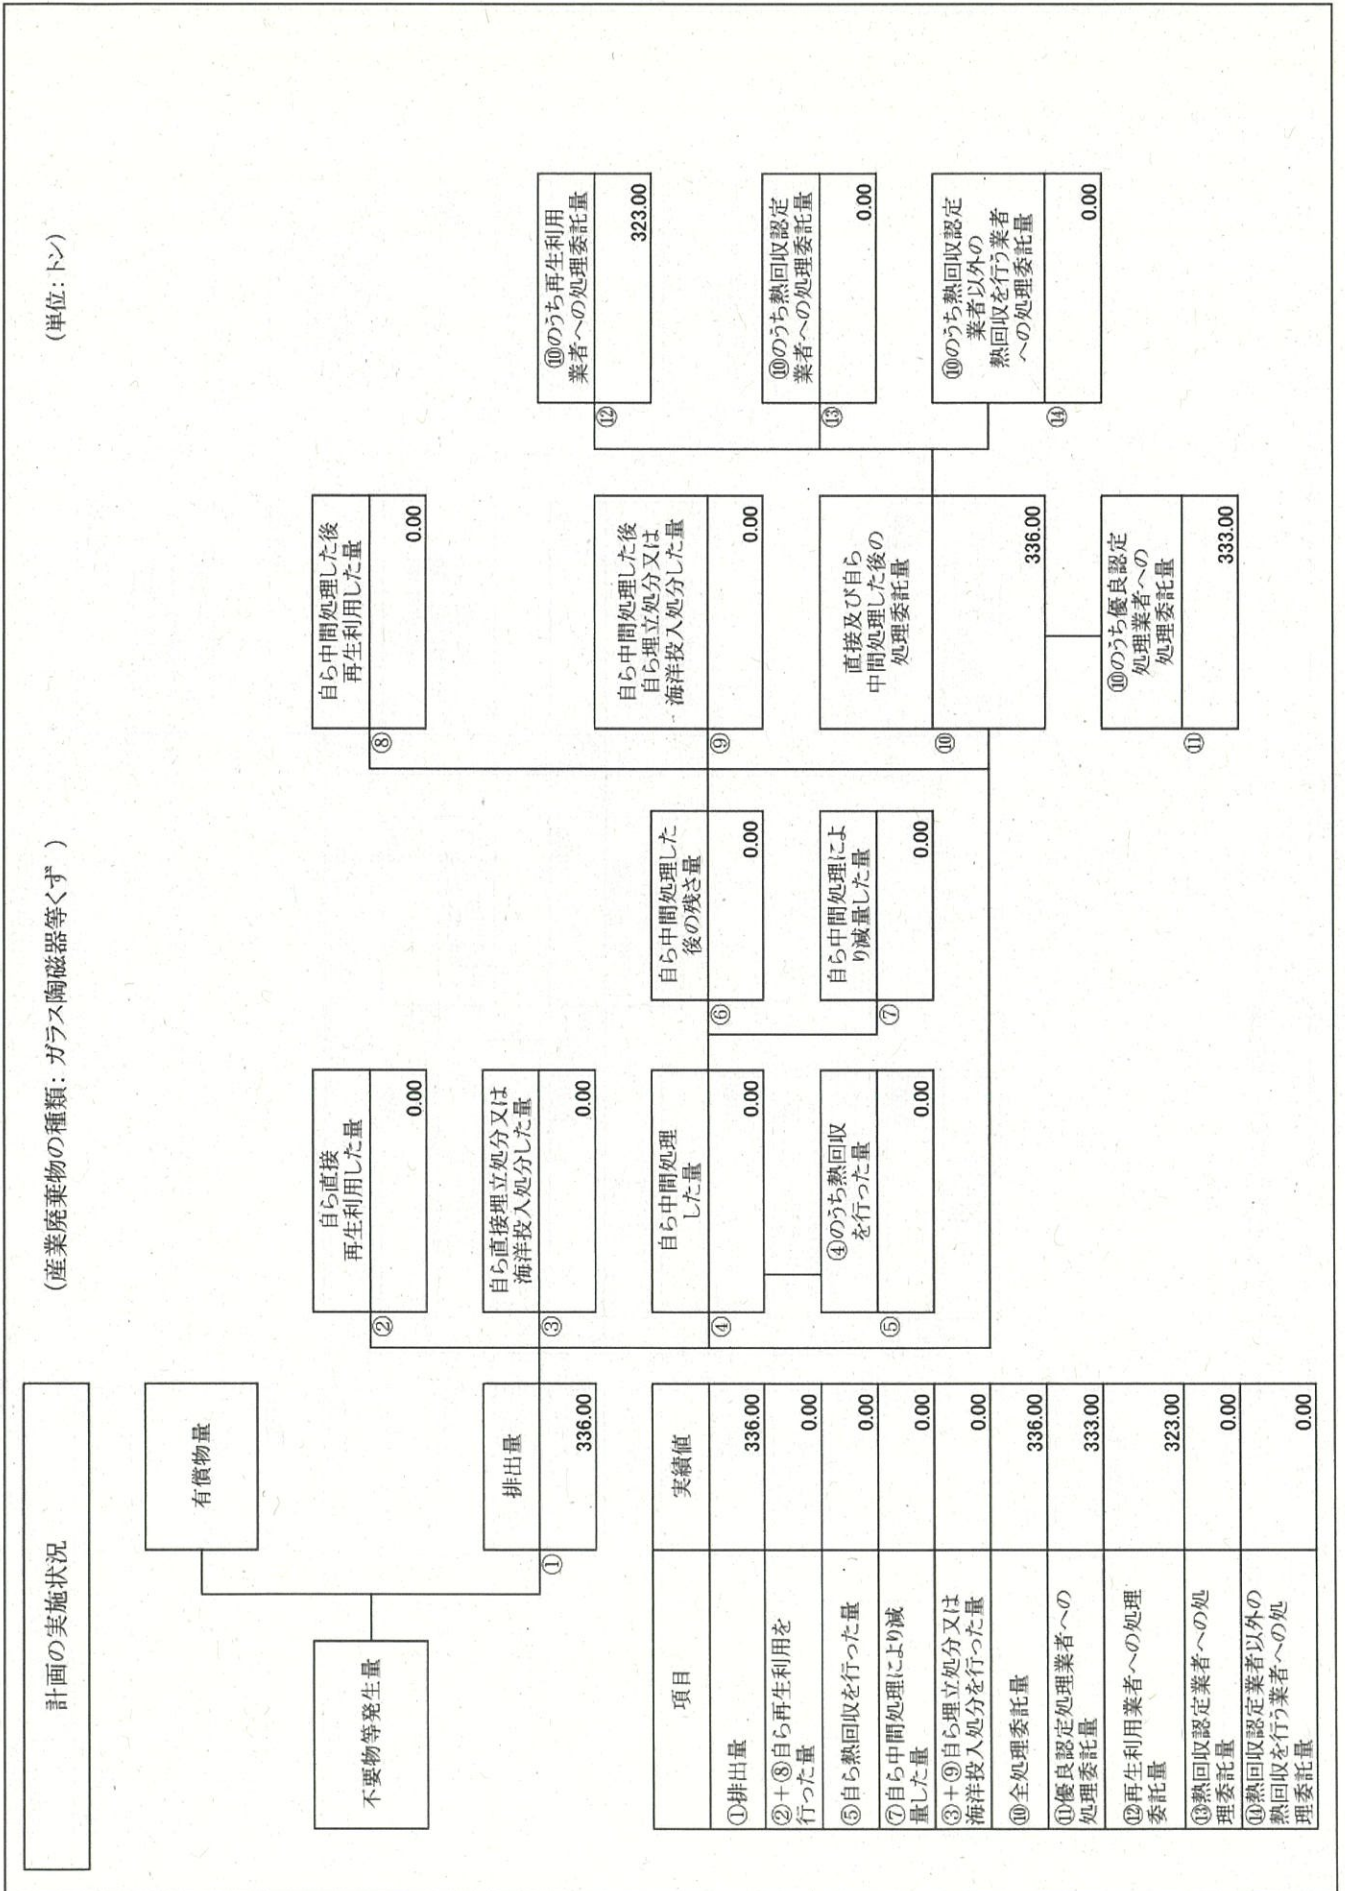 計画の実施状況
(産業廃棄物の種類: ガラス陶磁器等くず )
(単位: トン)
有償物量
不要物等発生量
①
排出量
336.00
②
自ら直接
再生利用した量
0.00
③
自ら直接埋立処分又は
海洋投入処分した量
0.00
④
自ら中間処理
した量
0.00
⑤
④のうち熱回収
を行った量
0.00
⑥
自ら中間処理した
後の残さ量
0.00
⑦
自ら中間処理によ
り減量した量
0.00
⑧
自ら中間処理した後
再生利用した量
0.00
⑨
自ら中間処理した後
自ら埋立処分又は
海洋投入処分した量
0.00
⑩
直接及び自ら
中間処理した後の
処理委託量
336.00
⑪
⑩のうち優良認定
処理業者への
処理委託量
333.00
⑫
⑩のうち再生利用
業者への処理委託量
323.00
⑬
⑩のうち熱回収認定
業者への処理委託量
0.00
⑭
⑩のうち熱回収認定
業者以外の
熱回収を行う業者
への処理委託量
0.00
項目 実績値
①排出量 336.00
②+⑧自ら再生利用を
行った量 0.00
⑤自ら熱回収を行った量 0.00
⑦自ら中間処理により減
量した量 0.00
③+⑨自ら埋立処分又は
海洋投入処分を行った量 0.00
⑩全処理委託量 336.00
⑪優良認定処理業者への
処理委託量 333.00
⑫再生利用業者への処理
委託量 323.00
⑬熱回収認定業者への処
理委託量 0.00
⑭熱回収認定業者以外の
熱回収を行う業者への処
理委託量 0.00